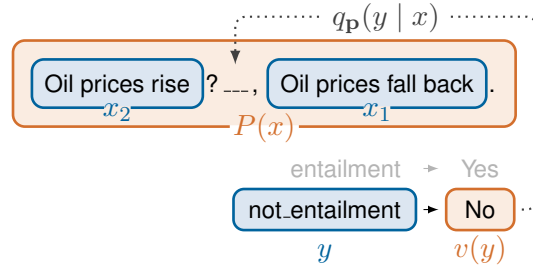 q_p(y | x)
Oil prices rise ? ___, Oil prices fall back .
x_2 x_1
P(x)
entailment Yes
not_entailment No
y v(y)